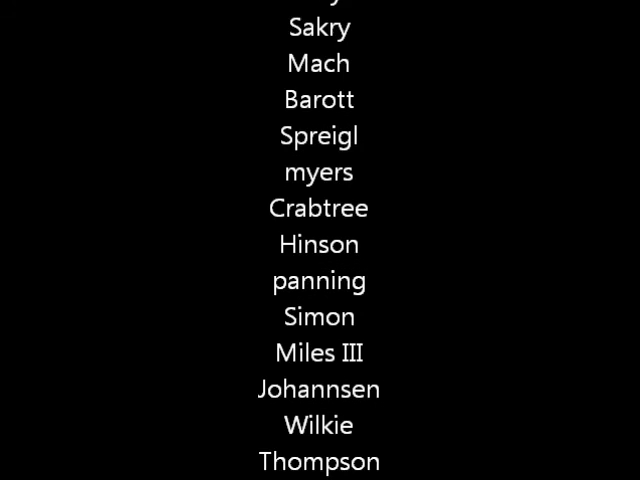 Sakry
Mach
Barott
Spreigl
myers
Crabtree
Hinson
panning
Simon
Miles III
Johannsen
Wilkie
Thompson